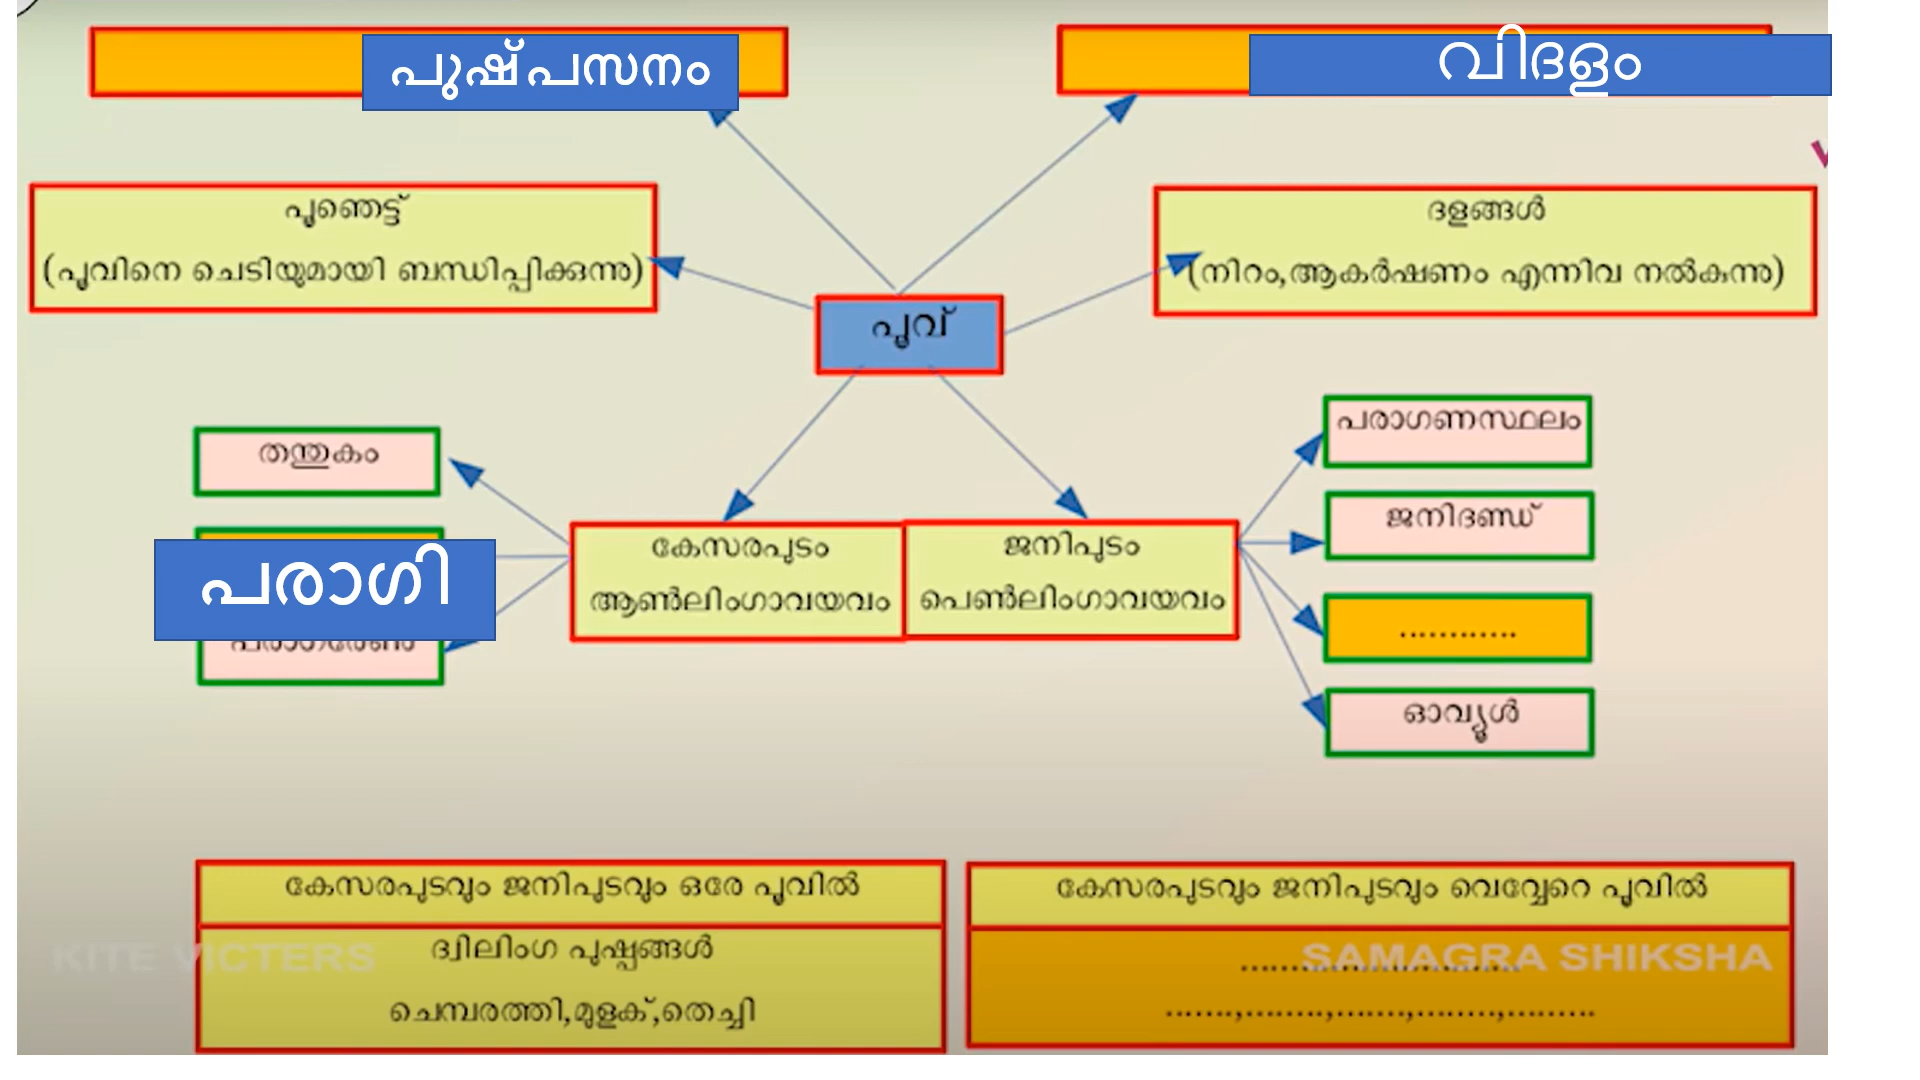 പുഷ്പസനം
വിദളം
പൂഞെട്ട്
(പൂവിനെ ചെടിയുമായി ബന്ധിപ്പിക്കുന്നു)
ദളങ്ങൾ
(നിറം,ആകർഷണം എന്നിവ നൽകുന്നു)
പൂവ്
തന്തുകം
പരാഗി
പരാഗരേണു
കേസരപുടം
ആൺലിംഗാവയവം
ജനിപുടം
പെൺലിംഗാവയവം
പരാഗണസ്ഥലം
ജനിദണ്ഡ്
............
ഓവ്യൂൾ
കേസരപുടവും ജനിപുടവും ഒരേ പൂവിൽ
ദ്വിലിംഗ പുഷ്പങ്ങൾ
ചെമ്പരത്തി,മുളക്,തെച്ചി
കേസരപുടവും ജനിപുടവും വെവ്വേറെ പൂവിൽ
............................
.......,........,.......,........,.........
KITE VICTERS
SAMAGRA SHIKSHA